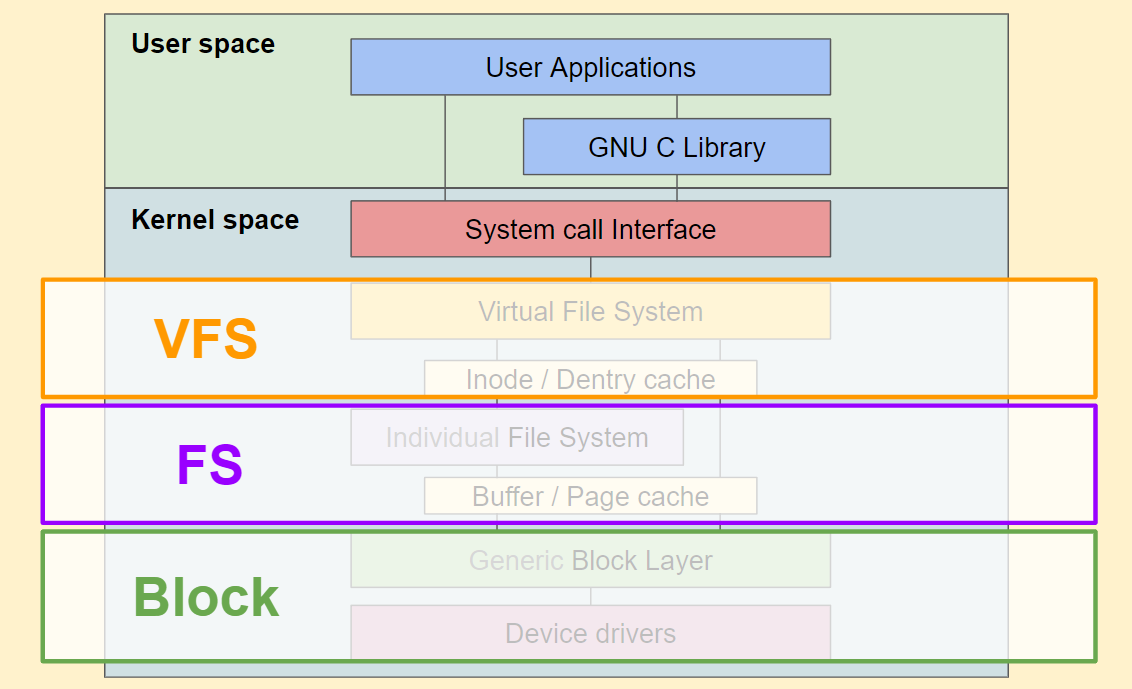 User space
User Applications
GNU C Library
Kernel space
System call Interface
VFS
Virtual File System
Inode / Dentry cache
FS
Individual File System
Buffer / Page cache
Block
Generic Block Layer
Device drivers